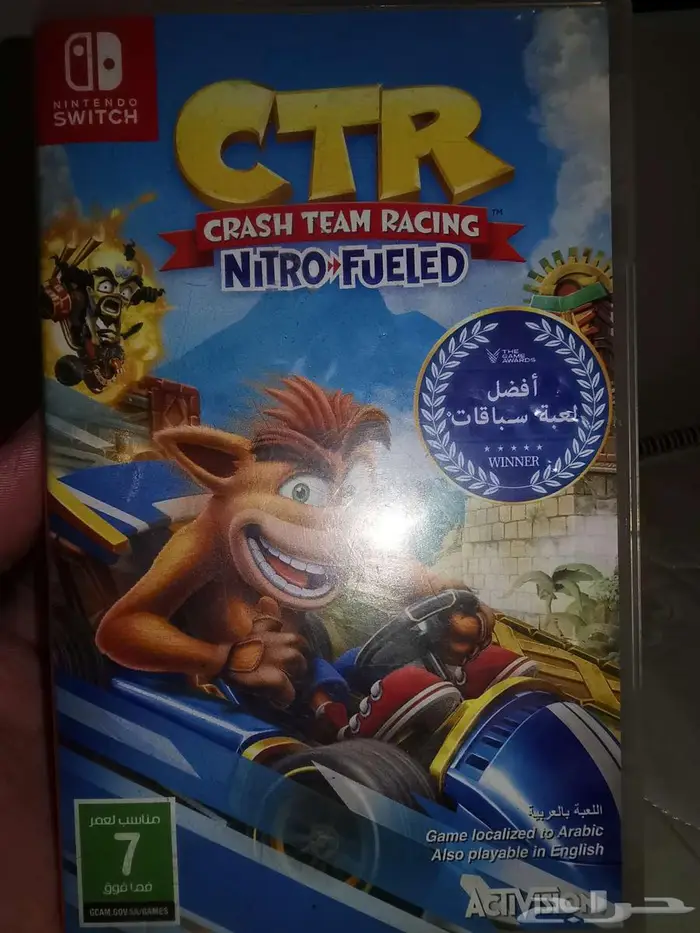 NINTENDO
SWITCH
CTR
™
CRASH TEAM RACING
NITRO FUELED
THE
GAME
AWARDS
أفضل
لعبة سباقات
WINNER
اللعبة بالعربية
Game localized to Arabic
Also playable in English
مناسب لعمر
7
فما فوق
GCAM.GOV.SA/GAMES
ACTIVISION
حراج